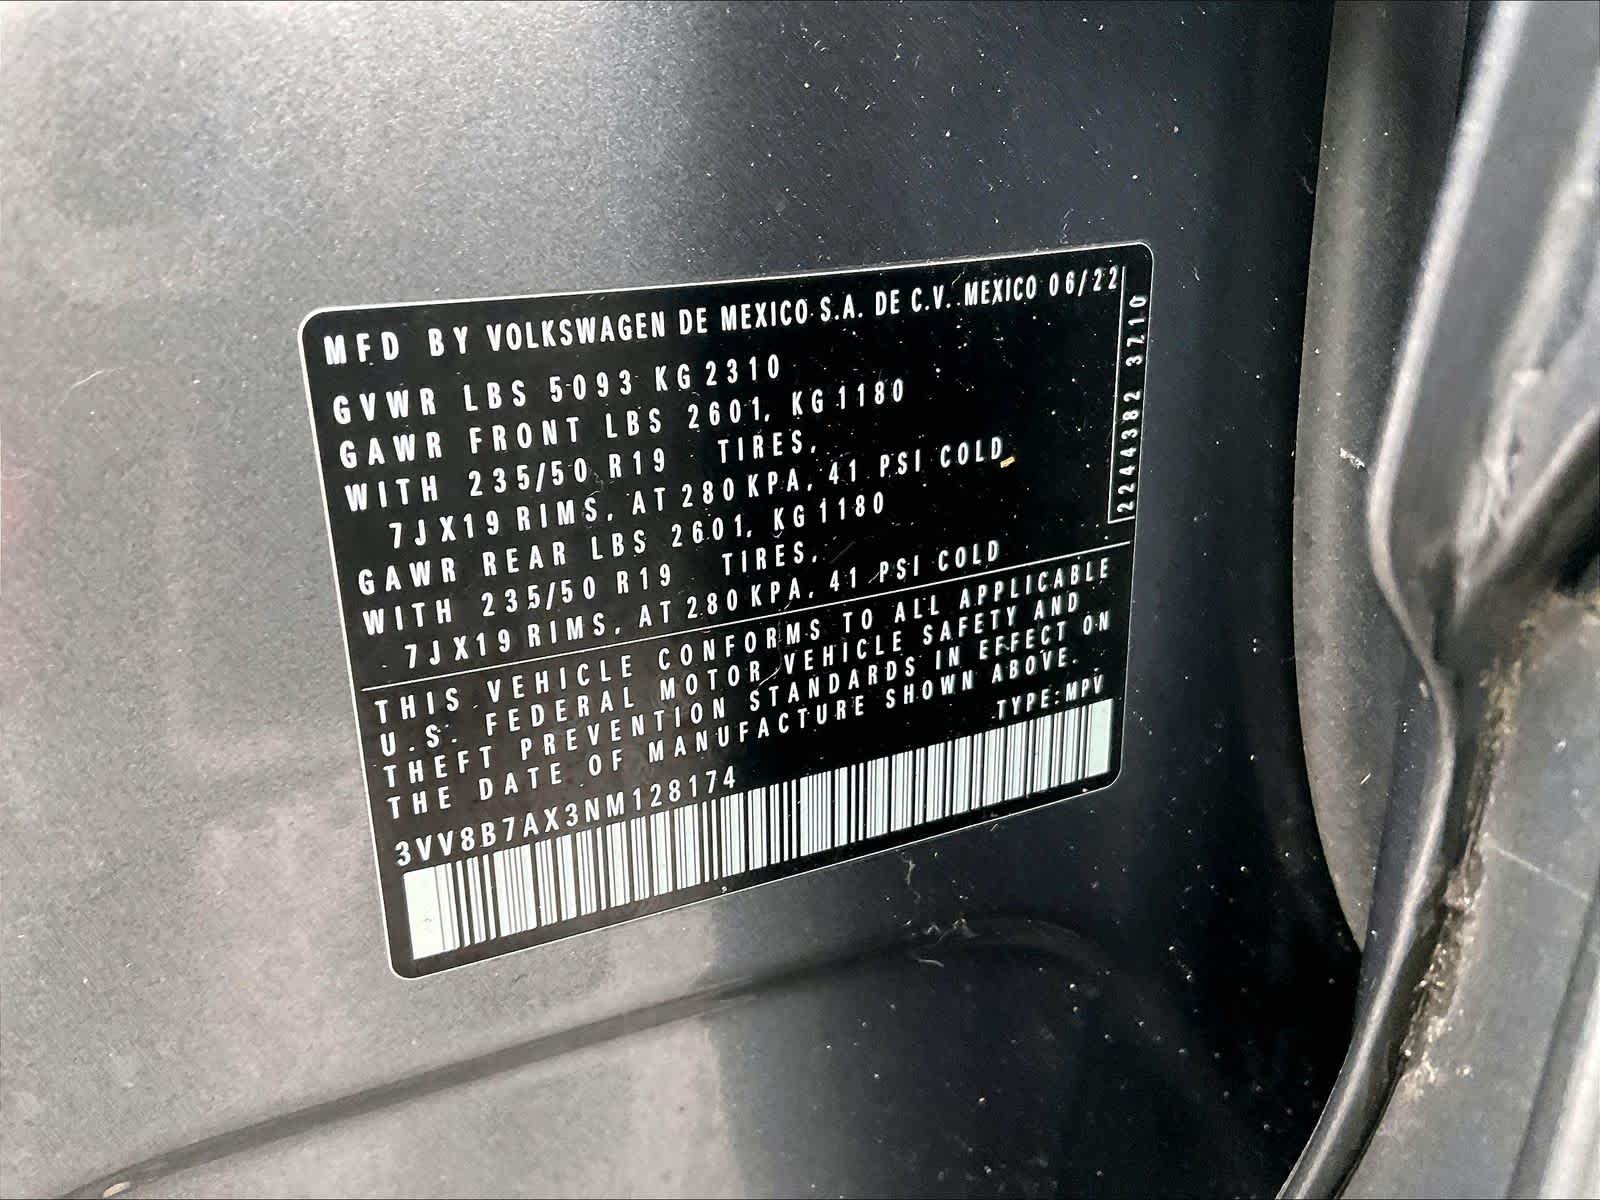 MFD BY VOLKSWAGEN DE MEXICO S.A. DE C.V. MEXICO 06/22
GVWR LBS 5093 KG 2310
GAWR FRONT LBS 2601, KG 1180
WITH 235/50 R19 TIRES,
7JX19 RIMS, AT 280KPA, 41 PSI COLD
GAWR REAR LBS 2601, KG 1180
WITH 235/50 R19 TIRES,
7JX19 RIMS, AT 280KPA, 41 PSI COLD
2244382 3710
THIS VEHICLE CONFORMS TO ALL APPLICABLE
U.S. FEDERAL MOTOR VEHICLE SAFETY AND
THEFT PREVENTION STANDARDS IN EFFECT ON
THE DATE OF MANUFACTURE SHOWN ABOVE.
TYPE:MPV
3VV8B7AX3NM128174